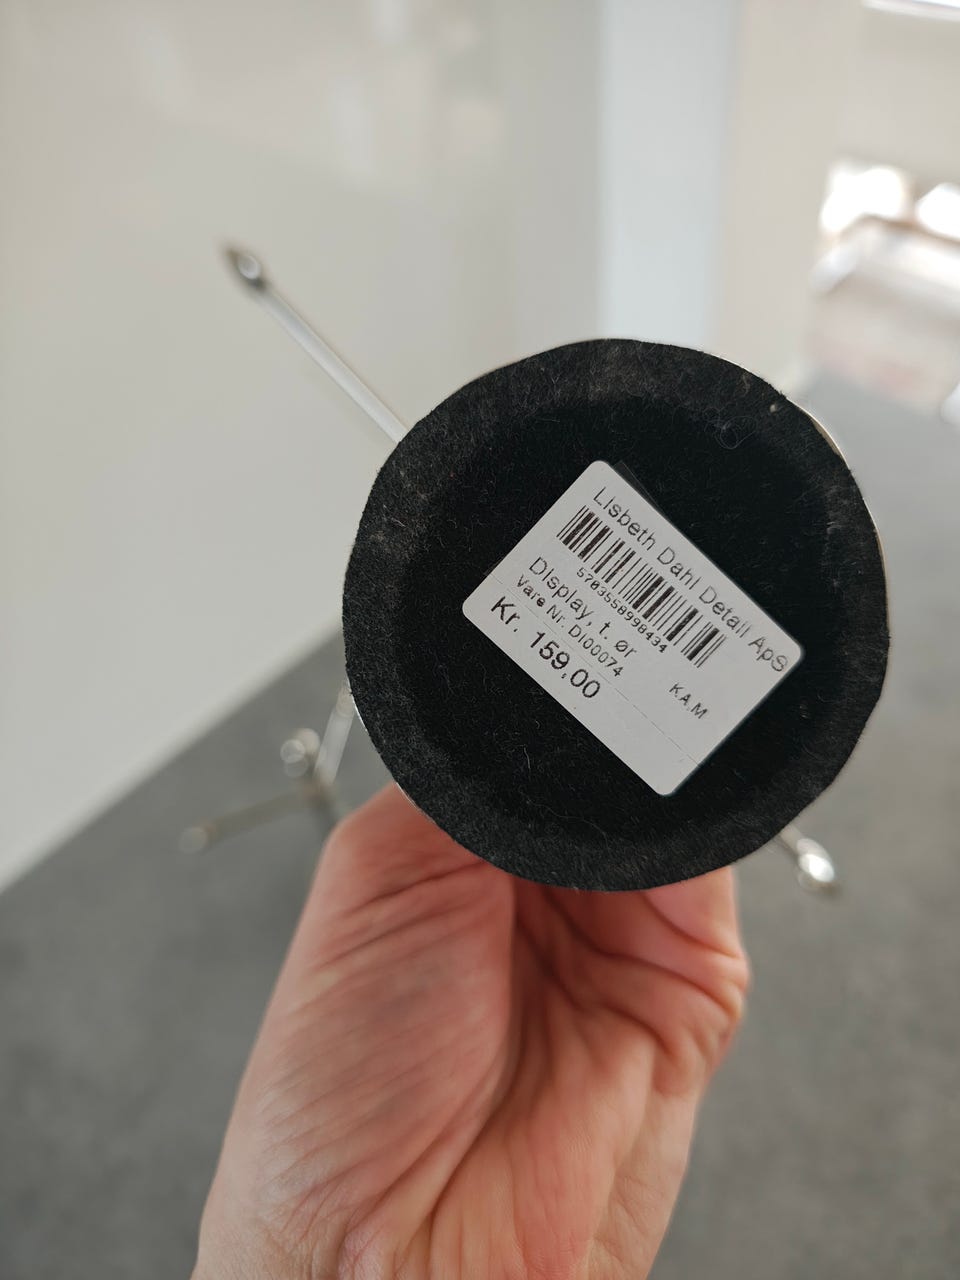 Lisbeth Dahl Detail ApS
5703558998434
Display, t. ør
Vare Nr. DI00074
K.A.M
Kr. 159,00